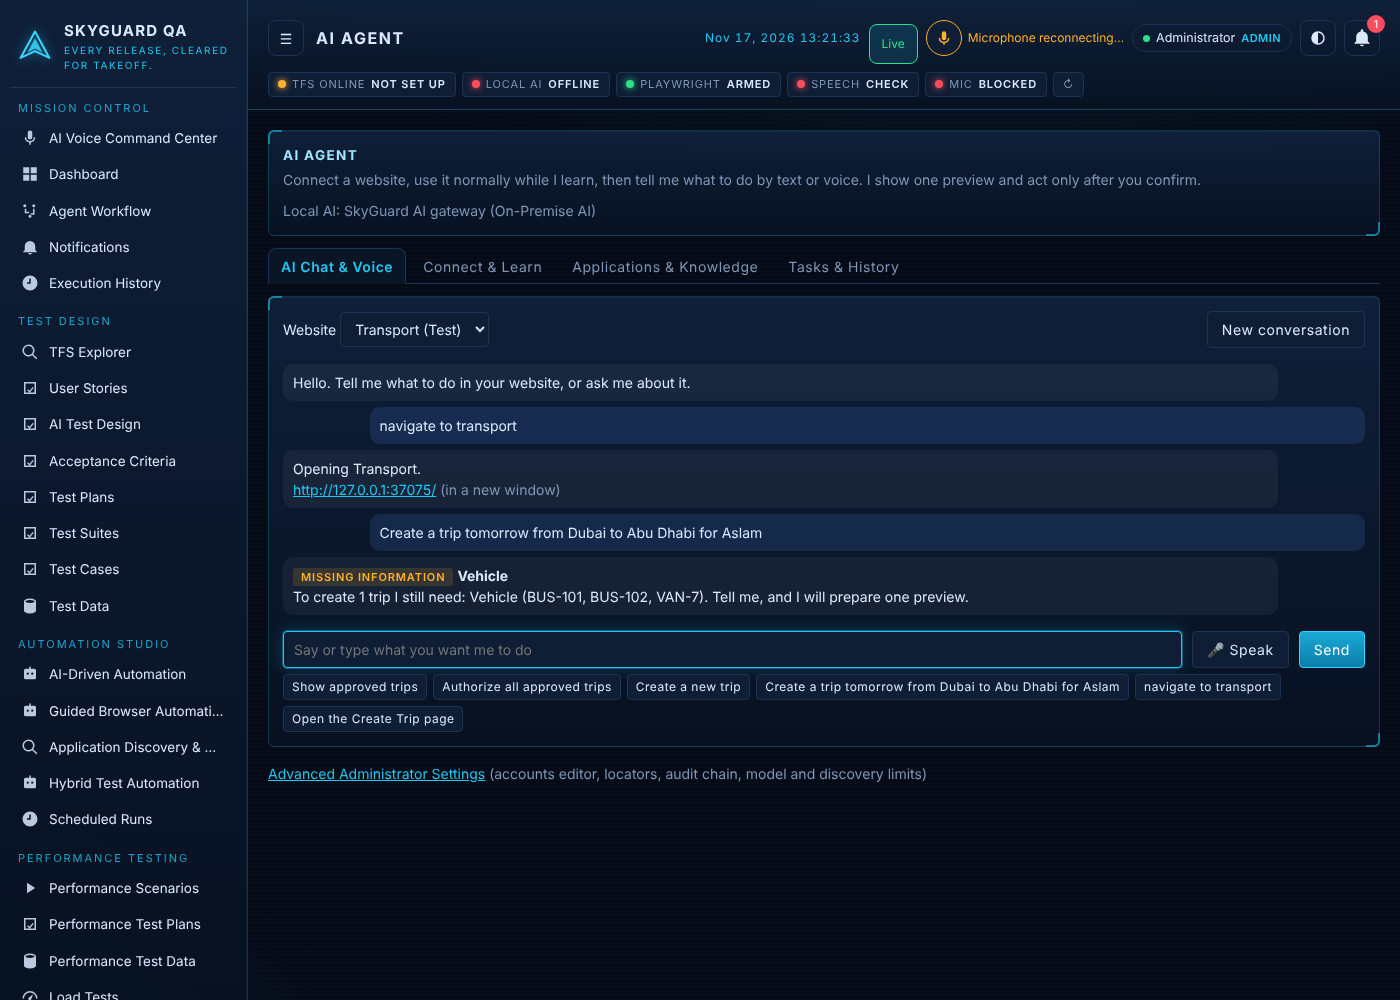 SKYGUARD QA
EVERY RELEASE, CLEARED
FOR TAKEOFF.
MISSION CONTROL
AI Voice Command Center
Dashboard
Agent Workflow
Notifications
Execution History
TEST DESIGN
TFS Explorer
User Stories
AI Test Design
Acceptance Criteria
Test Plans
Test Suites
Test Cases
Test Data
AUTOMATION STUDIO
AI-Driven Automation
Guided Browser Automati...
Application Discovery & ...
Hybrid Test Automation
Scheduled Runs
PERFORMANCE TESTING
Performance Scenarios
Performance Test Plans
Performance Test Data
Load Tests
AI AGENT
Nov 17, 2026 13:21:33
Live
Microphone reconnecting...
Administrator ADMIN
1
TFS ONLINE NOT SET UP
LOCAL AI OFFLINE
PLAYWRIGHT ARMED
SPEECH CHECK
MIC BLOCKED
AI AGENT
Connect a website, use it normally while I learn, then tell me what to do by text or voice. I show one preview and act only after you confirm.
Local AI: SkyGuard AI gateway (On-Premise AI)
AI Chat & Voice
Connect & Learn
Applications & Knowledge
Tasks & History
Website Transport (Test)
New conversation
Hello. Tell me what to do in your website, or ask me about it.
navigate to transport
Opening Transport.
http://127.0.0.1:37075/ (in a new window)
Create a trip tomorrow from Dubai to Abu Dhabi for Aslam
MISSING INFORMATION Vehicle
To create 1 trip I still need: Vehicle (BUS-101, BUS-102, VAN-7). Tell me, and I will prepare one preview.
Say or type what you want me to do
Speak
Send
Show approved trips
Authorize all approved trips
Create a new trip
Create a trip tomorrow from Dubai to Abu Dhabi for Aslam
navigate to transport
Open the Create Trip page
Advanced Administrator Settings (accounts editor, locators, audit chain, model and discovery limits)